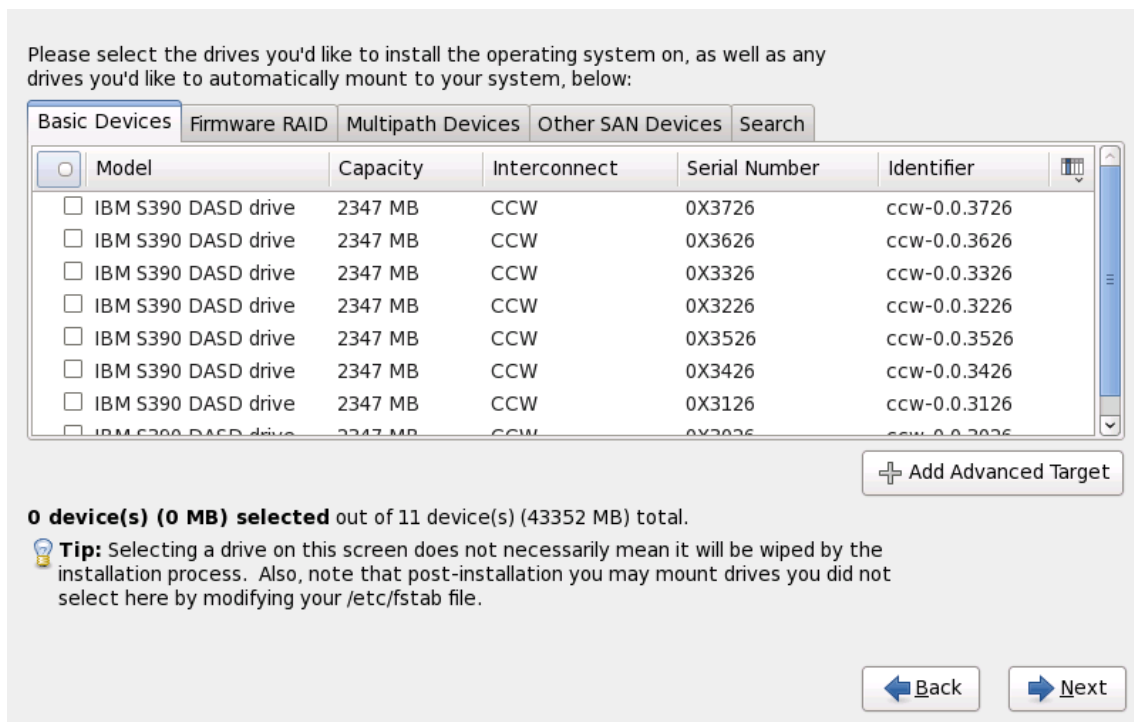 Please select the drives you'd like to install the operating system on, as well as any
drives you'd like to automatically mount to your system, below:
Basic Devices Firmware RAID Multipath Devices Other SAN Devices Search
Model Capacity Interconnect Serial Number Identifier
IBM S390 DASD drive 2347 MB CCW 0X3726 ccw-0.0.3726
IBM S390 DASD drive 2347 MB CCW 0X3626 ccw-0.0.3626
IBM S390 DASD drive 2347 MB CCW 0X3326 ccw-0.0.3326
IBM S390 DASD drive 2347 MB CCW 0X3226 ccw-0.0.3226
IBM S390 DASD drive 2347 MB CCW 0X3526 ccw-0.0.3526
IBM S390 DASD drive 2347 MB CCW 0X3426 ccw-0.0.3426
IBM S390 DASD drive 2347 MB CCW 0X3126 ccw-0.0.3126
IBM S390 DASD drive 2347 MB CCW
Add Advanced Target
0 device(s) (0 MB) selected out of 11 device(s) (43352 MB) total.
Tip: Selecting a drive on this screen does not necessarily mean it will be wiped by the
installation process. Also, note that post-installation you may mount drives you did not
select here by modifying your /etc/fstab file.
Back Next